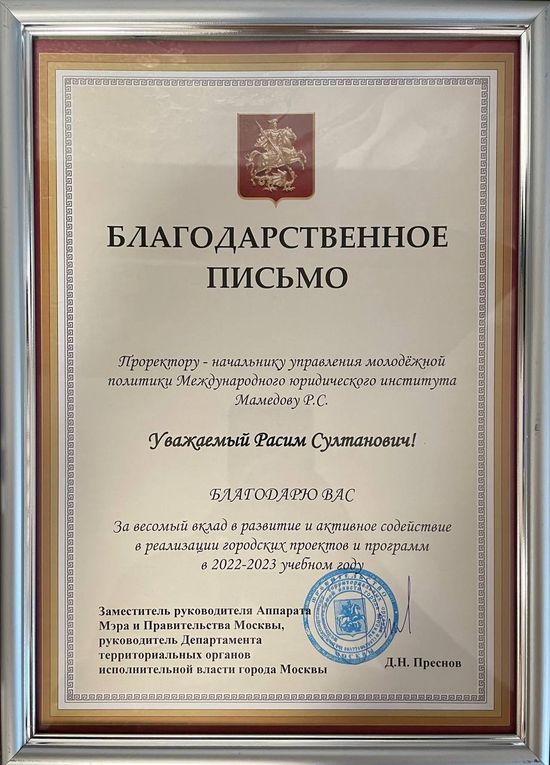 БЛАГОДАРСТВЕННОЕ
ПИСЬМО
Проректору - начальнику управления молодёжной
политики Международного юридического института
Мамедову Р.С.
Уважаемый Расим Султанович!
БЛАГОДАРЮ ВАС
За весомый вклад в развитие и активное содействие
в реализации городских проектов и программ
в 2022-2023 учебном году
Заместитель руководителя Аппарата
Мэра и Правительства Москвы,
руководитель Департамента
территориальных органов
исполнительной власти города Москвы
Д.Н. Преснов